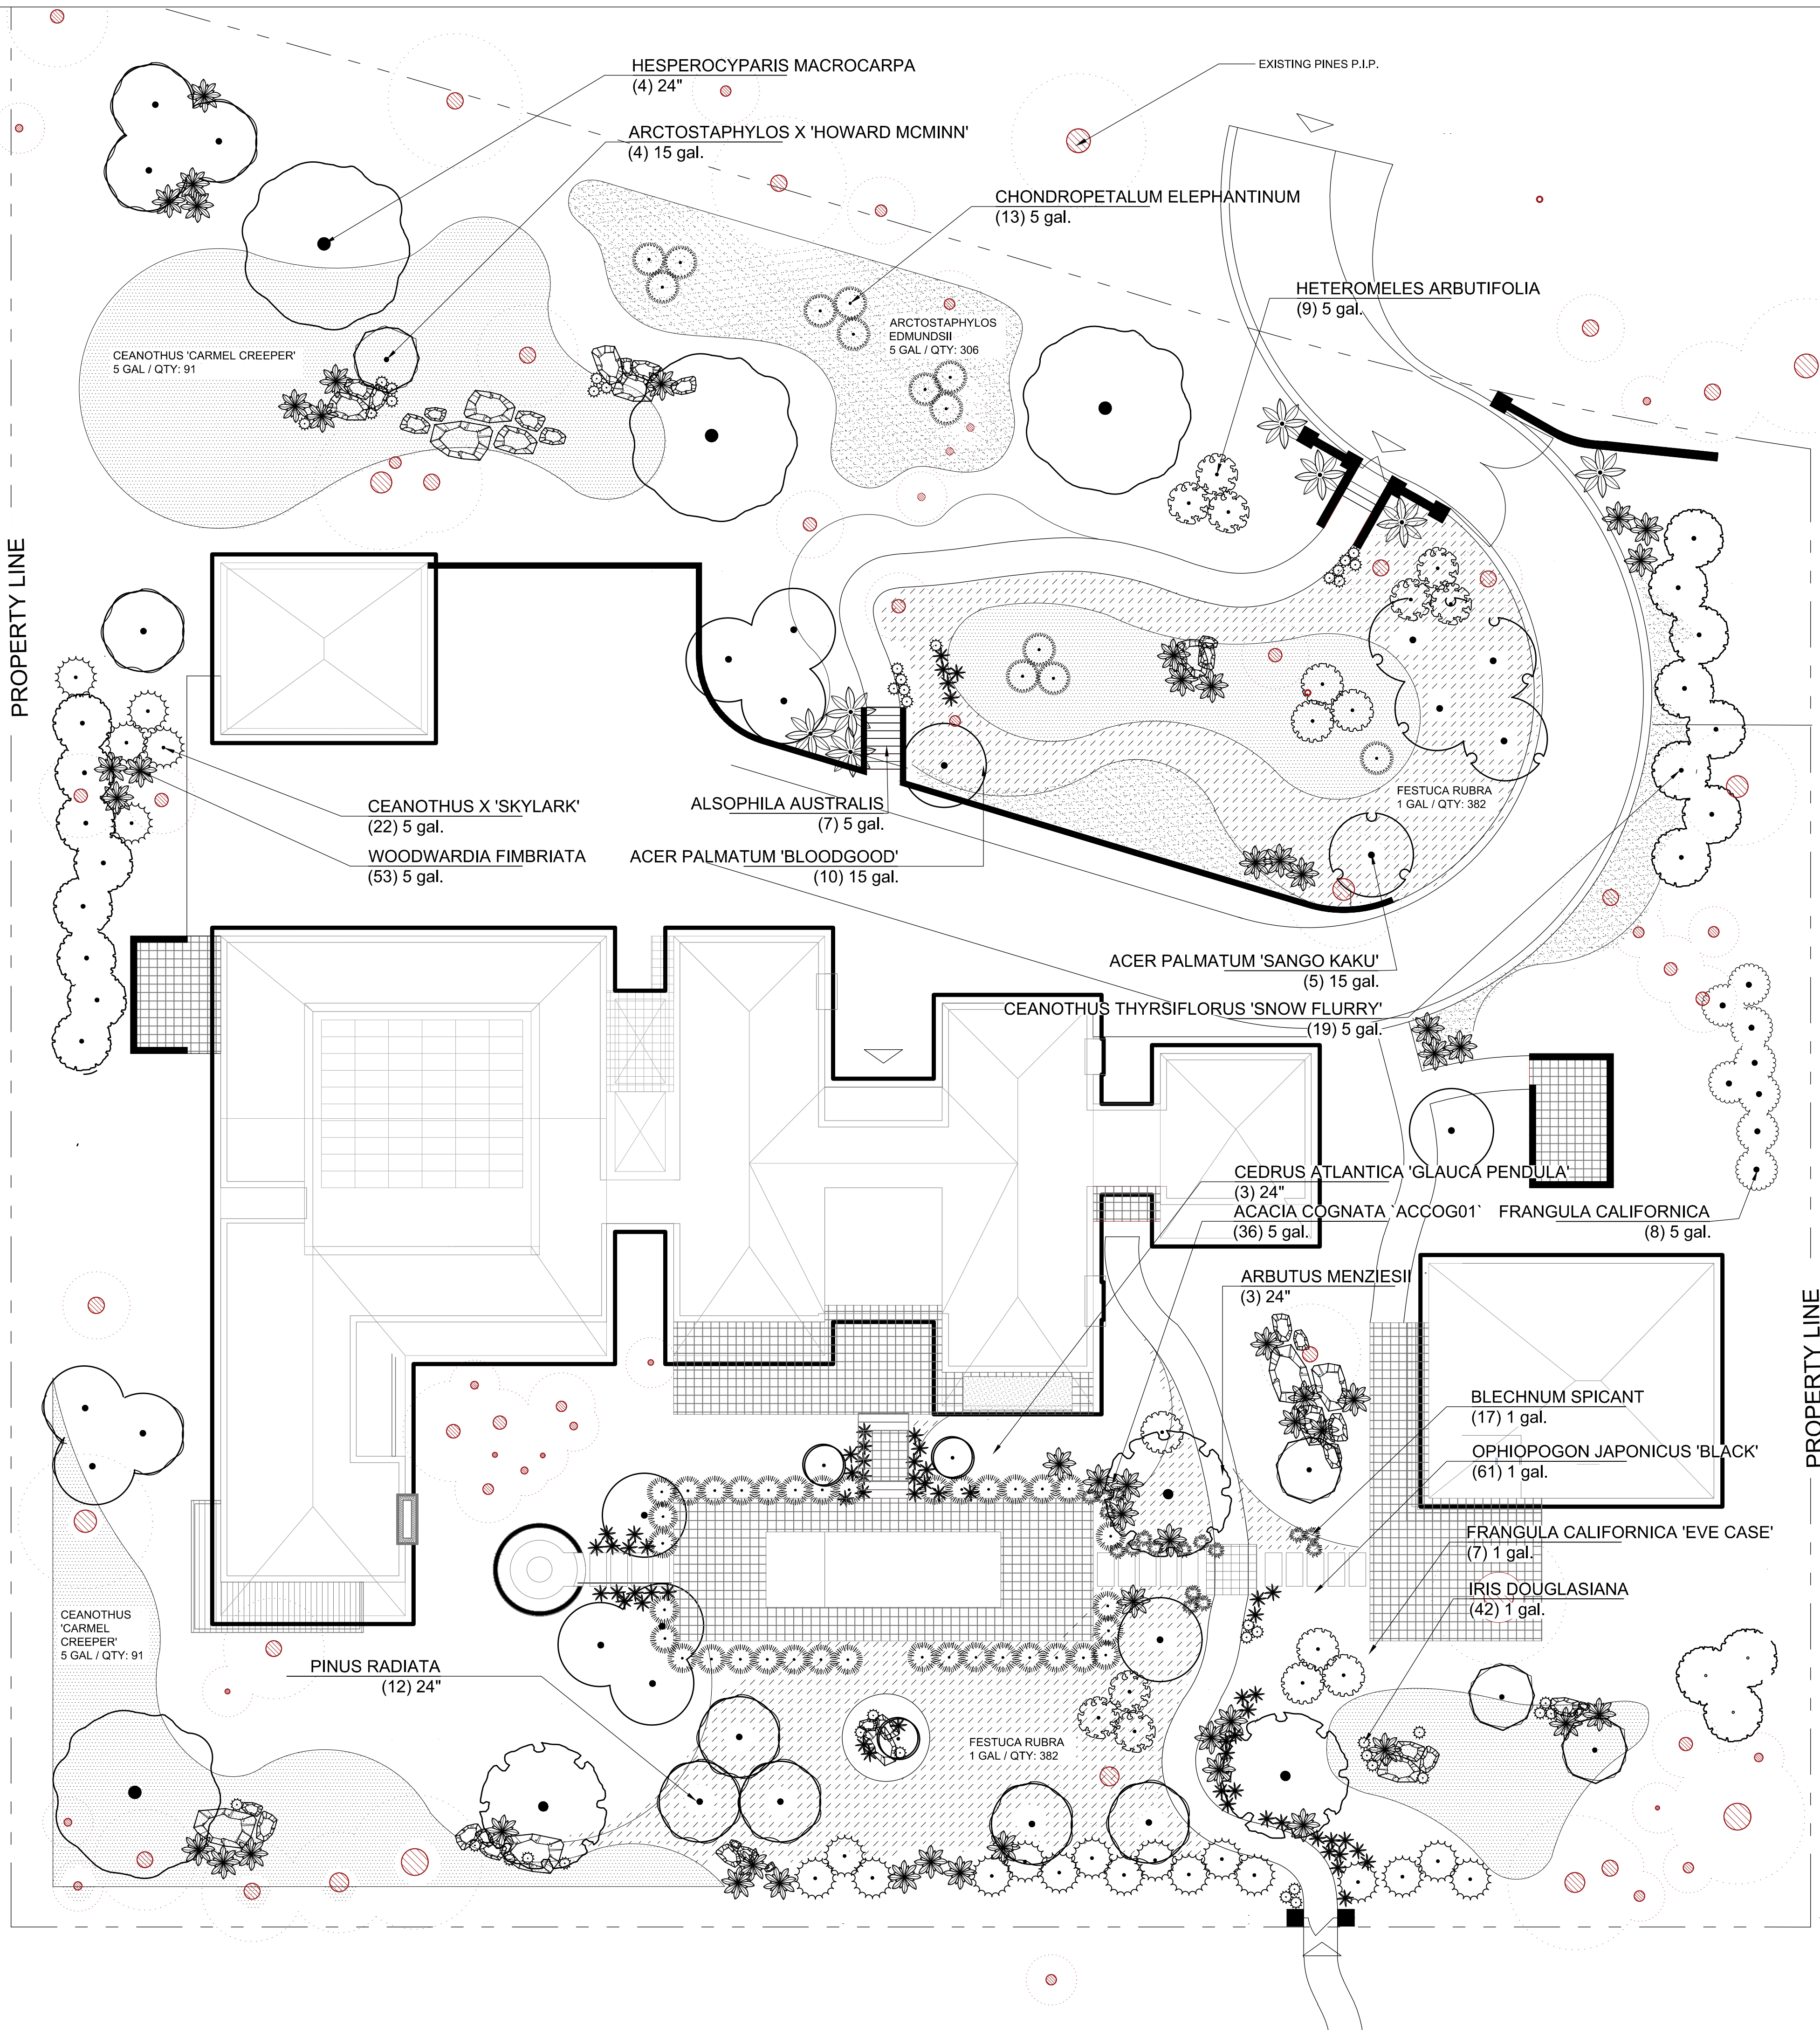 HESPEROCYPARIS MACROCARPA
(4) 24"
EXISTING PINES P.I.P.
ARCTOSTAPHYLOS X 'HOWARD MCMINN'
(4) 15 gal.
CHONDROPETALUM ELEPHANTINUM
(13) 5 gal.
HETEROMELES ARBUTIFOLIA
(9) 5 gal.
ARCTOSTAPHYLOS
EDMUNDSII
5 GAL / QTY: 306
CEANOTHUS 'CARMEL CREEPER'
5 GAL / QTY: 91
PROPERTY LINE
CEANOTHUS X 'SKYLARK'
(22) 5 gal.
WOODWARDIA FIMBRIATA
(53) 5 gal.
ALSOPHILA AUSTRALIS
(7) 5 gal.
ACER PALMATUM 'BLOODGOOD'
(10) 15 gal.
FESTUCA RUBRA
1 GAL / QTY: 382
ACER PALMATUM 'SANGO KAKU'
(5) 15 gal.
CEANOTHUS THYRSIFLORUS 'SNOW FLURRY'
(19) 5 gal.
CEDRUS ATLANTICA 'GLAUCA PENDULA'
(3) 24"
ACACIA COGNATA `ACCOG01`
(36) 5 gal.
FRANGULA CALIFORNICA
(8) 5 gal.
ARBUTUS MENZIESII
(3) 24"
PROPERTY LINE
BLECHNUM SPICANT
(17) 1 gal.
OPHIOPOGON JAPONICUS 'BLACK'
(61) 1 gal.
FRANGULA CALIFORNICA 'EVE CASE'
(7) 1 gal.
IRIS DOUGLASIANA
(42) 1 gal.
CEANOTHUS
'CARMEL
CREEPER'
5 GAL / QTY: 91
PINUS RADIATA
(12) 24"
FESTUCA RUBRA
1 GAL / QTY: 382